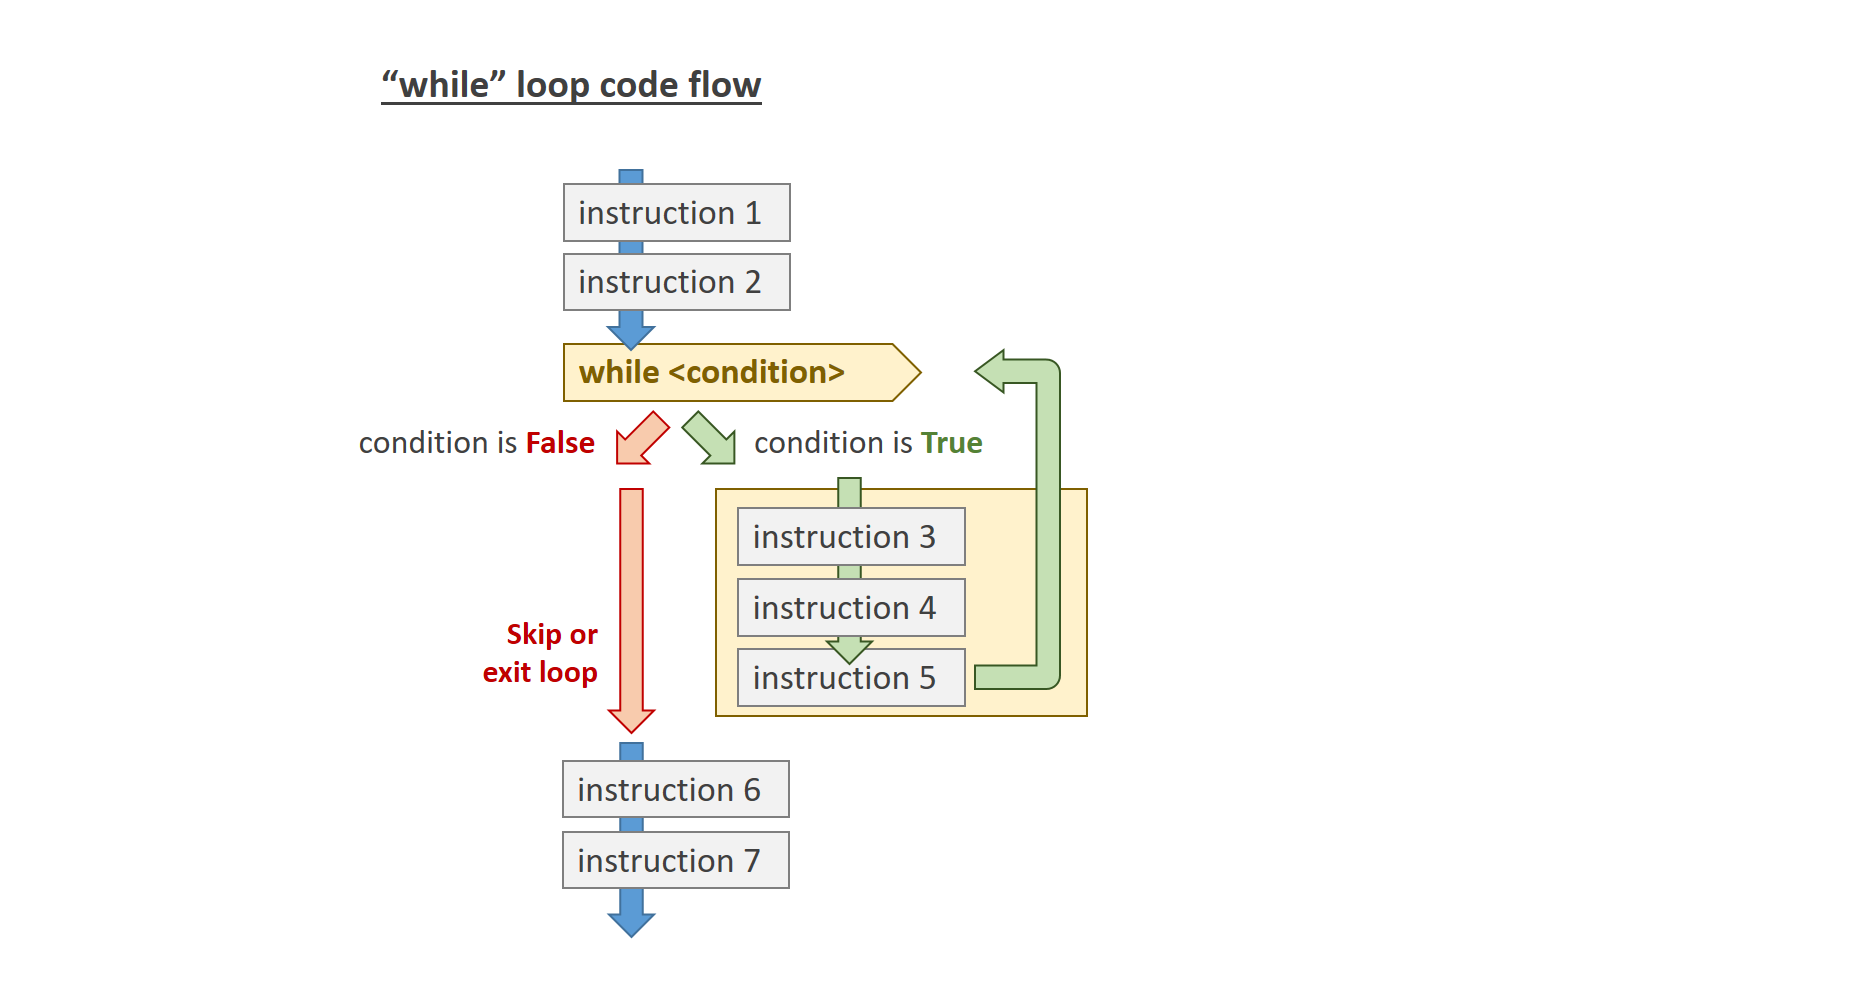 “while” loop code flow
instruction 1
instruction 2
while <condition>
condition is False
condition is True
instruction 3
instruction 4
instruction 5
Skip or
exit loop
instruction 6
instruction 7